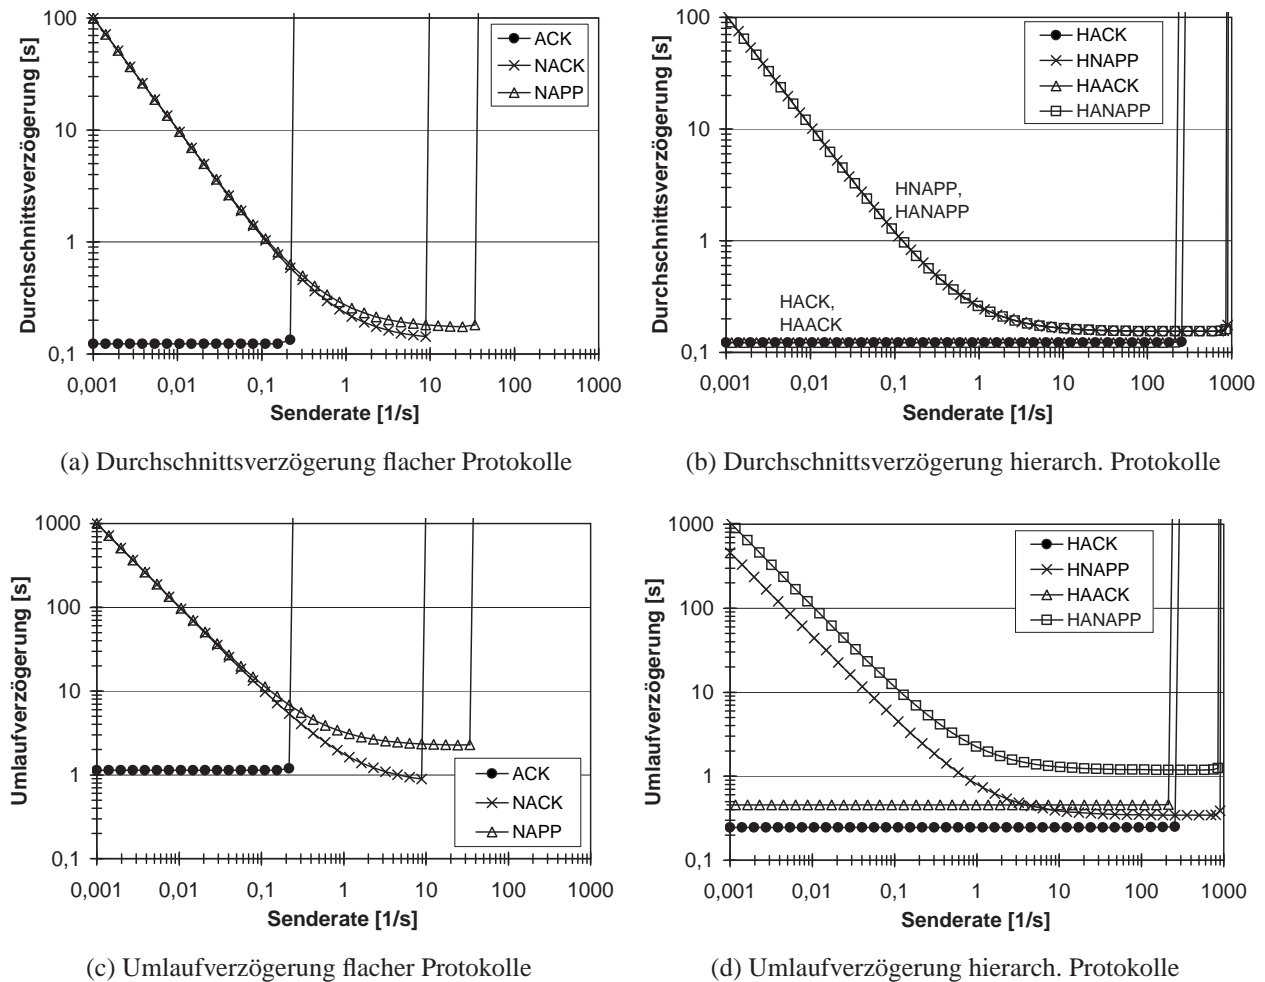 Durchschnittsverzögerung [s]
100
10
1
0,1
0,001 0,01 0,1 1 10 100 1000
Senderate [1/s]
ACK
NACK
NAPP
(a) Durchschnittsverzögerung flacher Protokolle
Durchschnittsverzögerung [s]
100
10
1
0,1
0,001 0,01 0,1 1 10 100 1000
Senderate [1/s]
HACK
HNAPP
HAACK
HANAPP
HNAPP,
HANAPP
HACK,
HAACK
(b) Durchschnittsverzögerung hierarch. Protokolle
Umlaufverzögerung [s]
1000
100
10
1
0,1
0,001 0,01 0,1 1 10 100 1000
Senderate [1/s]
ACK
NACK
NAPP
(c) Umlaufverzögerung flacher Protokolle
Umlaufverzögerung [s]
1000
100
10
1
0,1
0,001 0,01 0,1 1 10 100 1000
Senderate [1/s]
HACK
HNAPP
HAACK
HANAPP
(d) Umlaufverzögerung hierarch. Protokolle